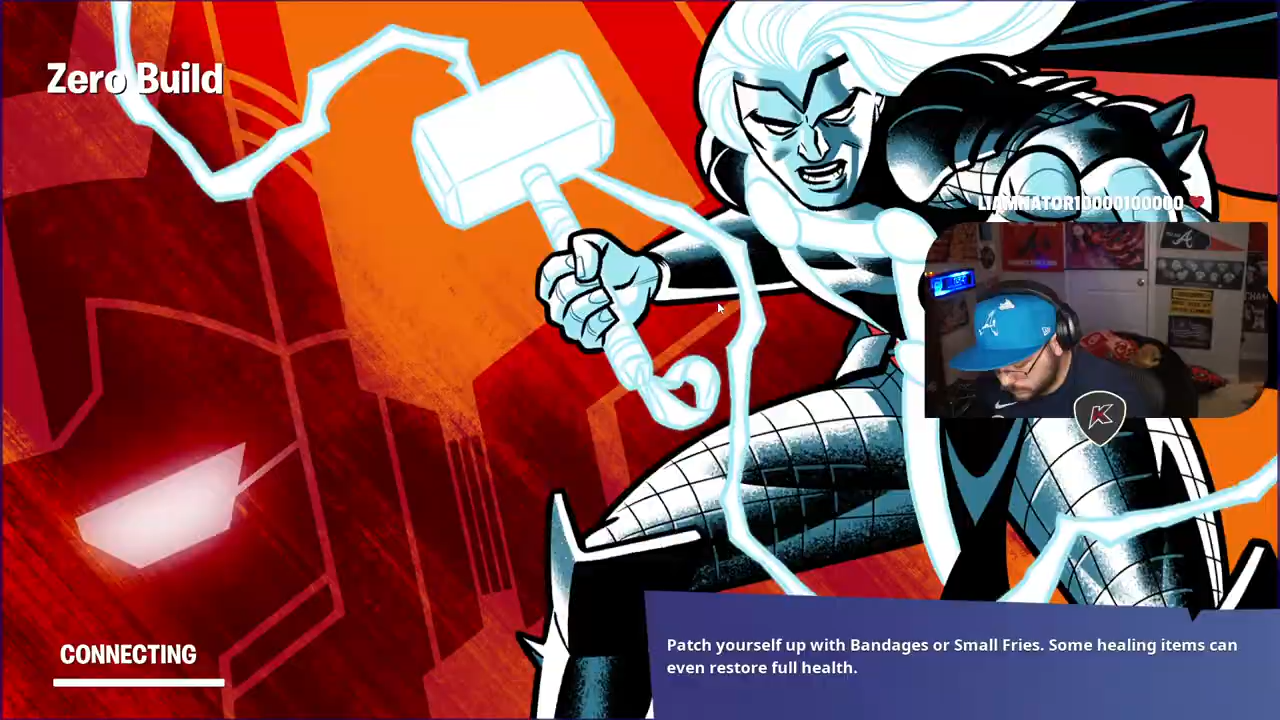 Zero Build
LIAMINATOR10000100000
CONNECTING
Patch yourself up with Bandages or Small Fries. Some healing items can
even restore full health.